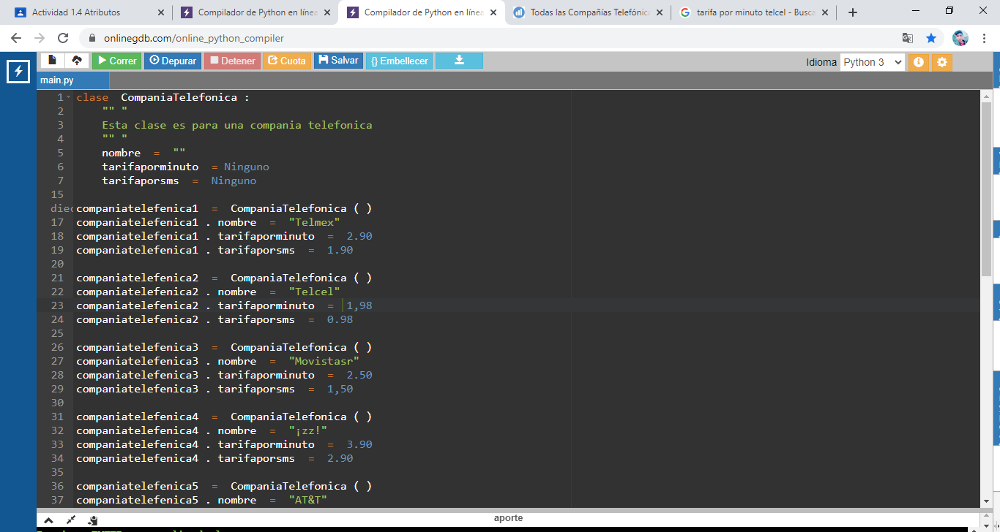 Actividad 1.4 Atributos
Compilador de Python en línea
Compilador de Python en línea
Todas las Compañías Telefónica
tarifa por minuto telcel - Busca
onlinegdb.com/online_python_compiler
Correr Depurar Detener Cuota Salvar {} Embellecer
Idioma Python 3
main.py
1 clase CompaniaTelefonica :
2 "" "
3 Esta clase es para una compania telefonica
4 "" "
5 nombre = ""
6 tarifaporminuto = Ninguno
7 tarifaporsms = Ninguno
15
diec companiatelefenica1 = CompaniaTelefonica ( )
17 companiatelefenica1 . nombre = "Telmex"
18 companiatelefenica1 . tarifaporminuto = 2.90
19 companiatelefenica1 . tarifaporsms = 1.90
20
21 companiatelefenica2 = CompaniaTelefonica ( )
22 companiatelefenica2 . nombre = "Telcel"
23 companiatelefenica2 . tarifaporminuto = 1,98
24 companiatelefenica2 . tarifaporsms = 0.98
25
26 companiatelefenica3 = CompaniaTelefonica ( )
27 companiatelefenica3 . nombre = "Movistasr"
28 companiatelefenica3 . tarifaporminuto = 2.50
29 companiatelefenica3 . tarifaporsms = 1,50
30
31 companiatelefenica4 = CompaniaTelefonica ( )
32 companiatelefenica4 . nombre = "¡zz!"
33 companiatelefenica4 . tarifaporminuto = 3.90
34 companiatelefenica4 . tarifaporsms = 2.90
35
36 companiatelefenica5 = CompaniaTelefonica ( )
37 companiatelefenica5 . nombre = "AT&T"
aporte